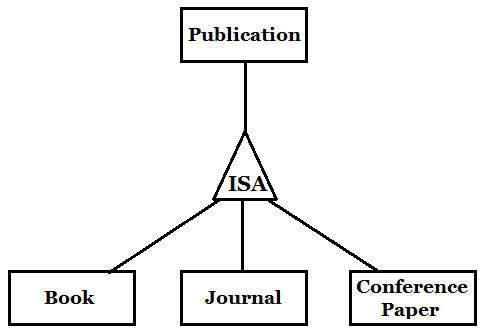 Publication
ISA
Book
Journal
Conference
Paper